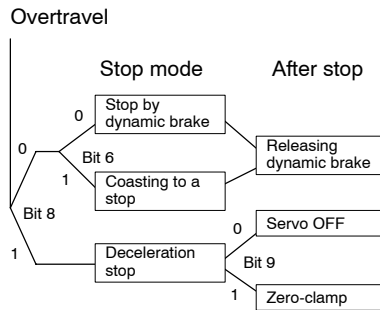 Overtravel
Stop mode
After stop
0
Stop by
dynamic brake
0
Bit 6
Releasing
dynamic brake
1
Coasting to a
stop
Bit 8
0
Servo OFF
1
Deceleration
stop
Bit 9
1
Zero-clamp